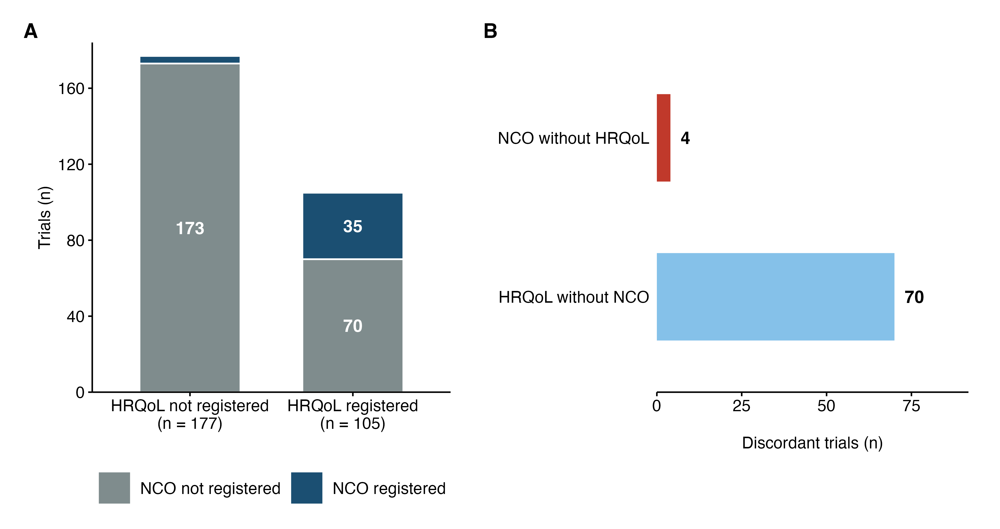 A
Trials (n)
160
120
80
40
0
173
35
70
HRQoL not registered
(n = 177)
HRQoL registered
(n = 105)
NCO not registered
NCO registered
B
NCO without HRQoL
4
HRQoL without NCO
70
0
25
50
75
Discordant trials (n)